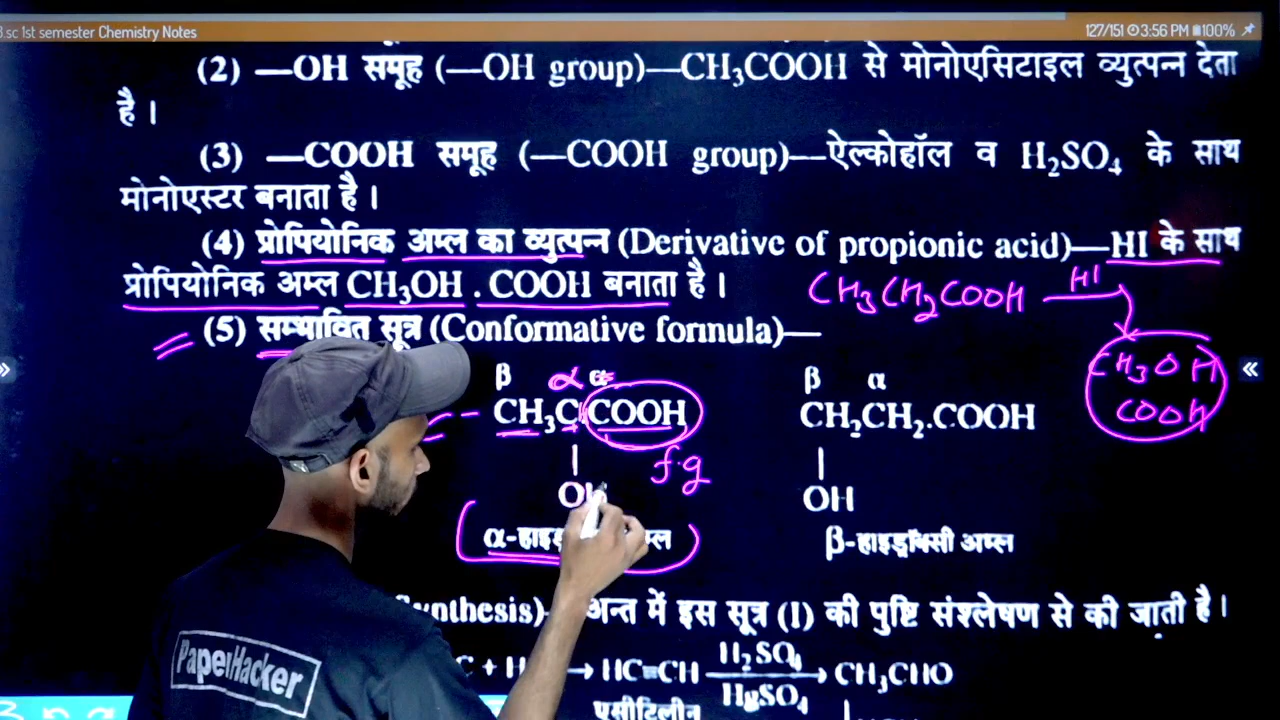 B.sc 1st semester Chemistry Notes 127/151 3:56 PM 100%
(2) —OH समूह (—OH group)—CH₃COOH से मोनोएसिटाइल व्युत्पन्न देता
है।
(3) —COOH समूह (—COOH group)—ऐल्कोहॉल व H₂SO₄ के साथ
मोनोएस्टर बनाता है।
(4) प्रोपियोनिक अम्ल का व्युत्पन्न (Derivative of propionic acid)—HI के साथ
प्रोपियोनिक अम्ल CH₃OH . COOH बनाता है।
CH₃CH₂COOH HI
(5) सम्भावित सूत्र (Conformative formula)—
CH₃OH
COOH
β α β α
CH₃C COOH CH₂CH₂.COOH
f.g
OH
α- β-हाइड्रॉक्सी अम्ल
अन्त में इस सूत्र (I) की पुष्टि संश्लेषण से की जाती है।
C + H → HC≡CH H₂SO₄ → CH₃CHO
HgSO₄
एसीटिलीन
PaperHacker